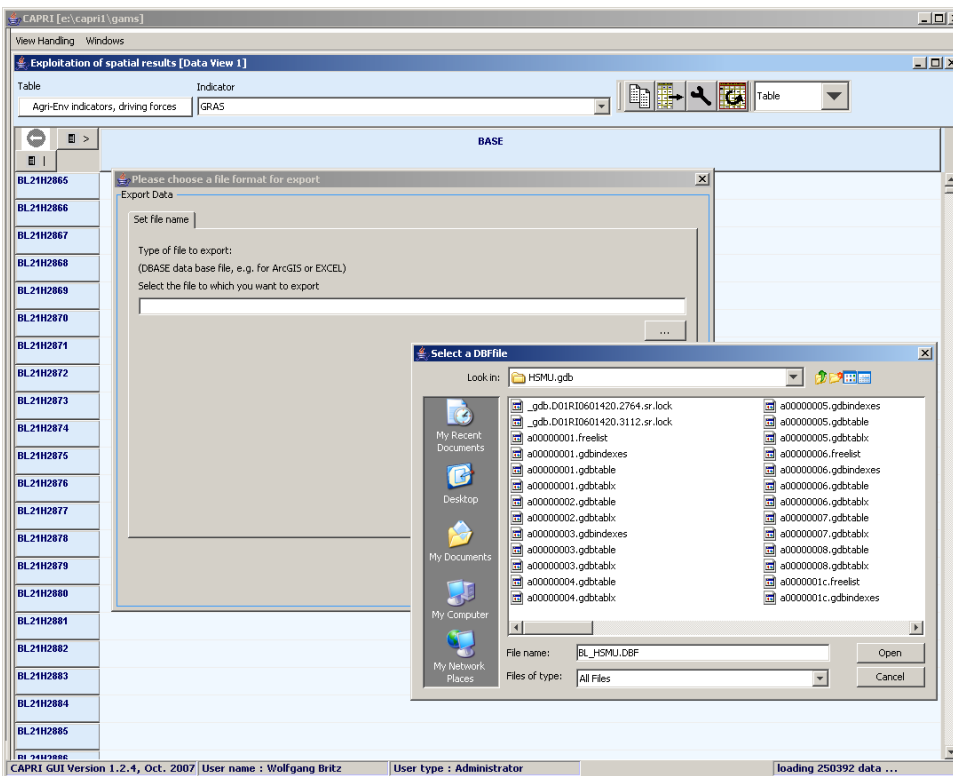 CAPRI [e:\capri1\gams]
View Handling Windows
Exploitation of spatial results [Data View 1]
Table Indicator
Agri-Env indicators, driving forces GRAS Table
BASE
BL21H2865
BL21H2866
BL21H2867
BL21H2868
BL21H2869
BL21H2870
BL21H2871
BL21H2872
BL21H2873
BL21H2874
BL21H2875
BL21H2876
BL21H2877
BL21H2878
BL21H2879
BL21H2880
BL21H2881
BL21H2882
BL21H2883
BL21H2884
BL21H2885
BL21H2886
Please choose a file format for export
Export Data
Set file name
Type of file to export:
(DBASE data base file, e.g. for ArcGIS or EXCEL)
Select the file to which you want to export
...
Select a DBFfile
Look in: HSMU.gdb
My Recent Documents
Desktop
My Documents
My Computer
My Network Places
_gdb.D01RI0601420.2764.sr.lock
_gdb.D01RI0601420.3112.sr.lock
a00000001.freelist
a00000001.gdbindexes
a00000001.gdbtable
a00000001.gdbtablx
a00000002.gdbtable
a00000002.gdbtablx
a00000003.gdbindexes
a00000003.gdbtable
a00000003.gdbtablx
a00000004.gdbtable
a00000004.gdbtablx
a00000005.gdbindexes
a00000005.gdbtable
a00000005.gdbtablx
a00000006.freelist
a00000006.gdbindexes
a00000006.gdbtable
a00000006.gdbtablx
a00000007.gdbtable
a00000007.gdbtablx
a00000008.gdbtable
a00000008.gdbtablx
a0000001c.freelist
a0000001c.gdbindexes
File name: BL_HSMU.DBF Open
Files of type: All Files Cancel
CAPRI GUI Version 1.2.4, Oct. 2007 User name : Wolfgang Britz User type : Administrator loading 250392 data ...